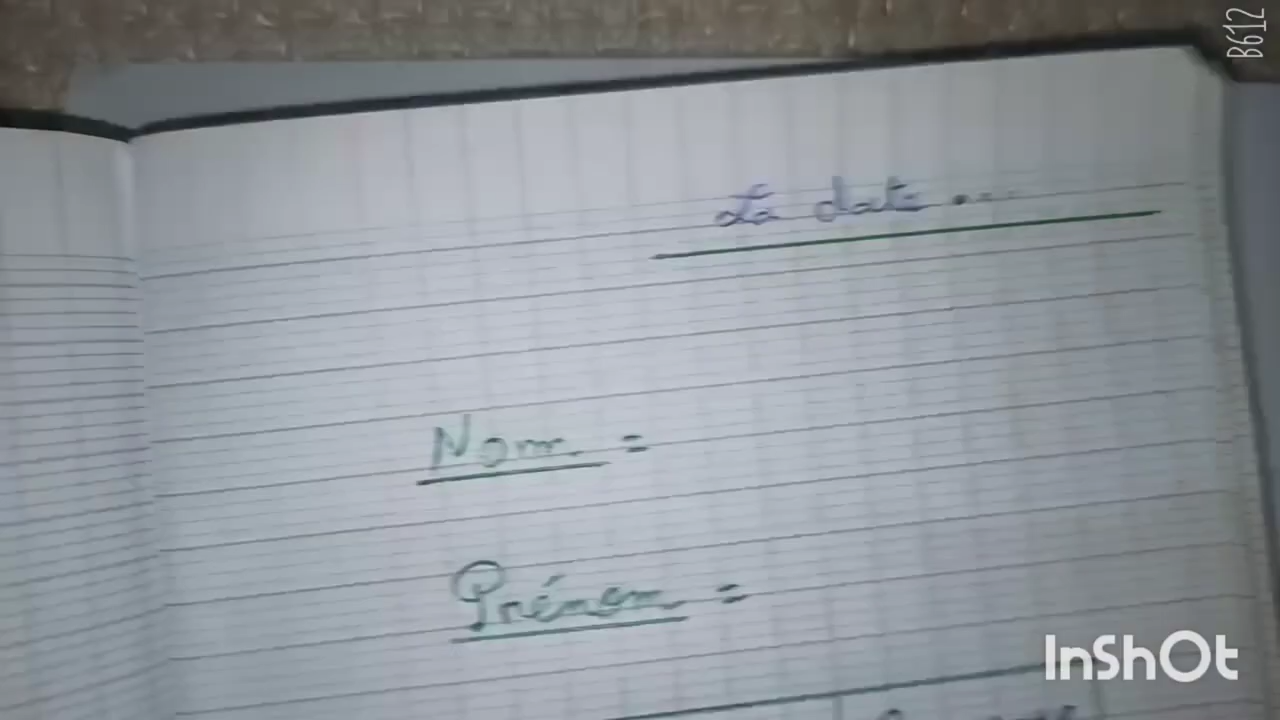 B612
La date ...
Nom =
Prénom =
InShOt